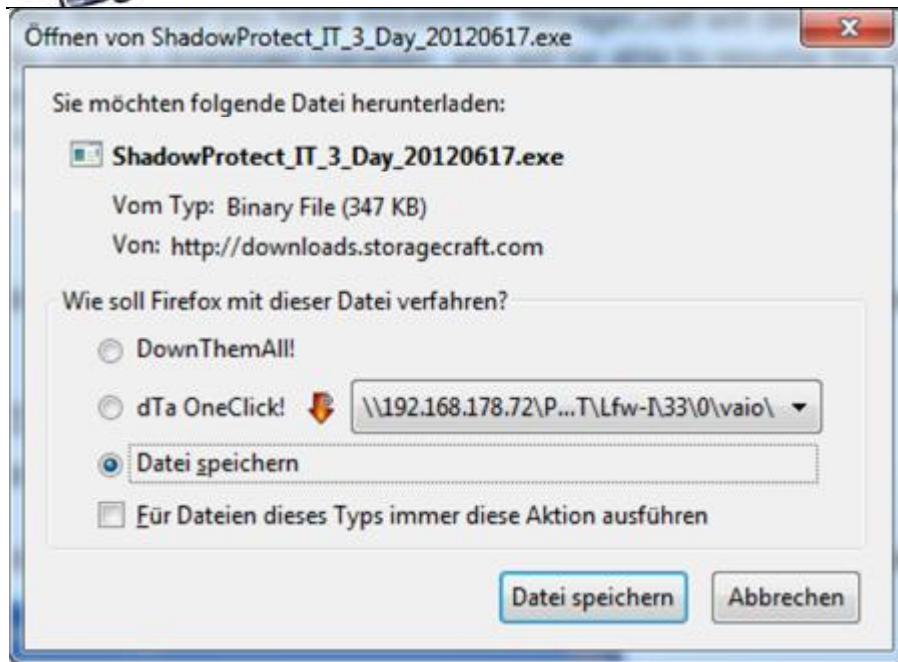 Öffnen von ShadowProtect_IT_3_Day_20120617.exe
Sie möchten folgende Datei herunterladen:
ShadowProtect_IT_3_Day_20120617.exe
Vom Typ: Binary File (347 KB)
Von: http://downloads.storagecraft.com
Wie soll Firefox mit dieser Datei verfahren?
DownThemAll!
dTa OneClick! \\192.168.178.72\P...T\Lfw-I\33\0\vaio\
Datei speichern
Für Dateien dieses Typs immer diese Aktion ausführen
Datei speichern Abbrechen